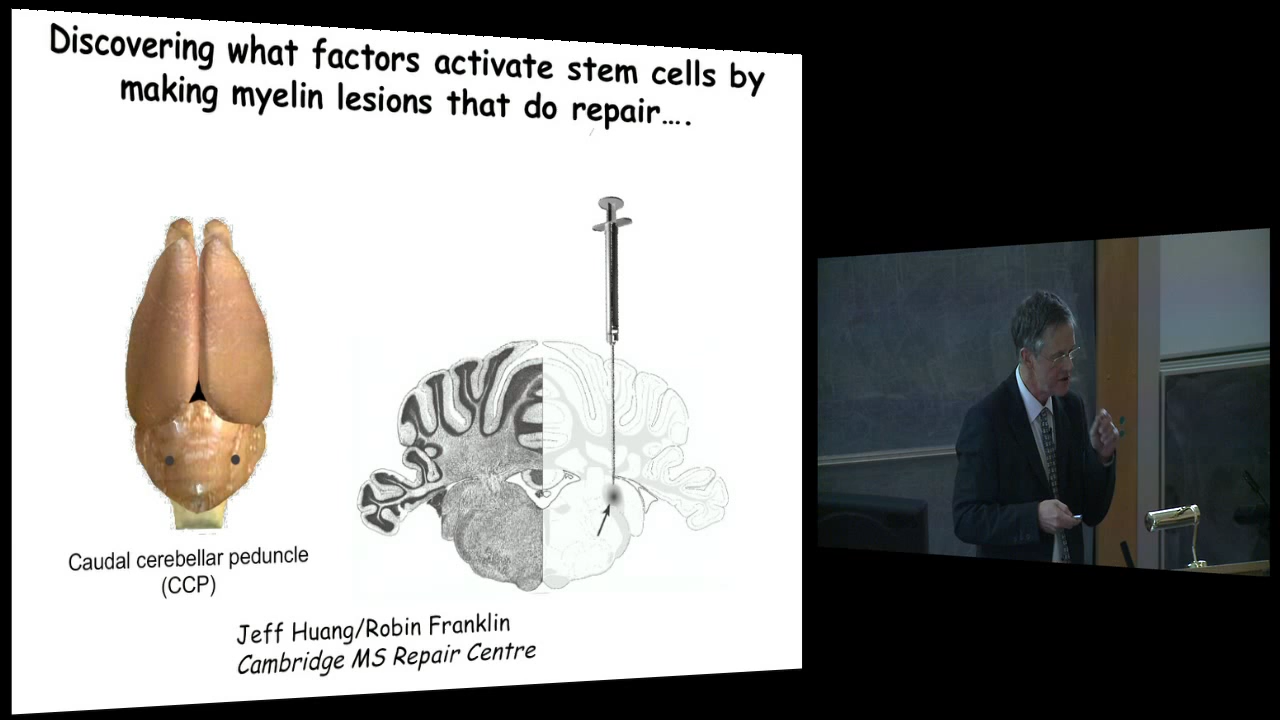 Discovering what factors activate stem cells by
making myelin lesions that do repair....
Caudal cerebellar peduncle
(CCP)
Jeff Huang/Robin Franklin
Cambridge MS Repair Centre